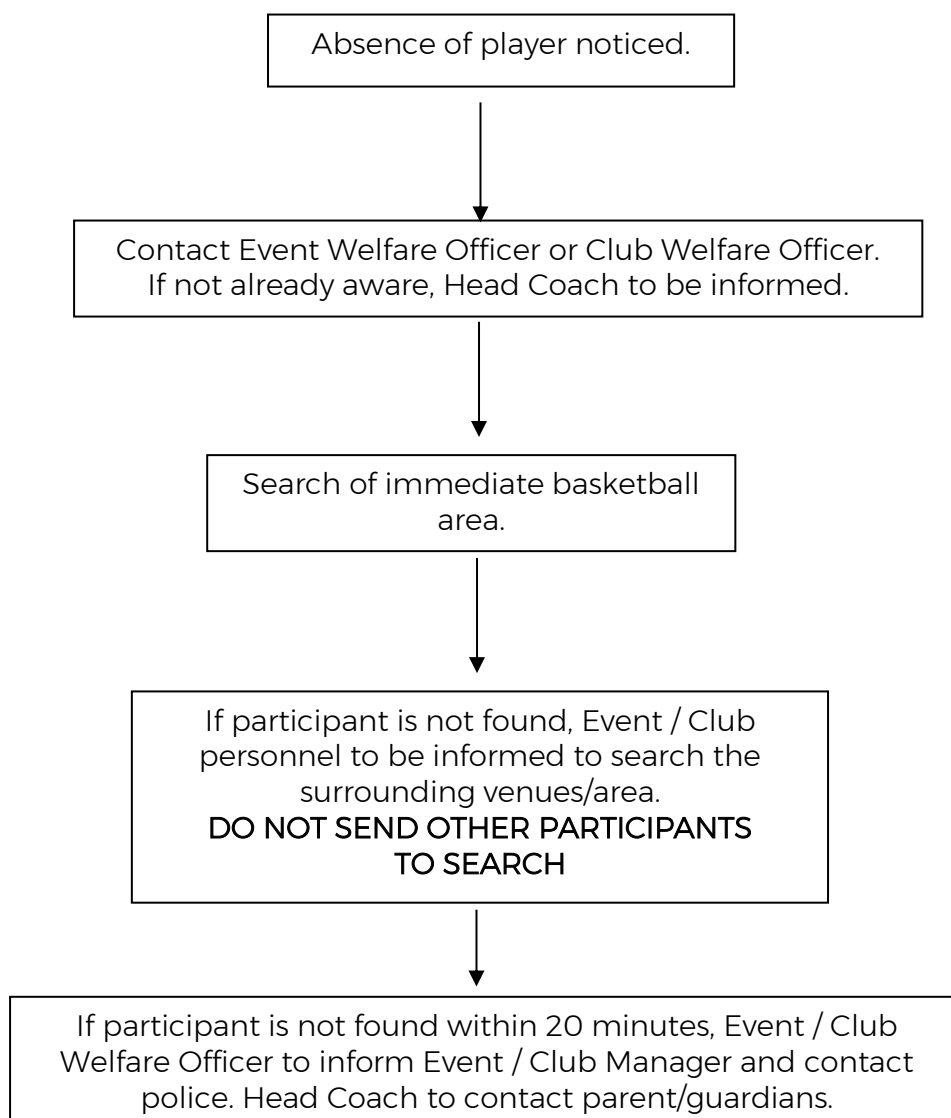 Absence of player noticed.
Contact Event Welfare Officer or Club Welfare Officer.
If not already aware, Head Coach to be informed.
Search of immediate basketball
area.
If participant is not found, Event / Club
personnel to be informed to search the
surrounding venues/area.
DO NOT SEND OTHER PARTICIPANTS
TO SEARCH
If participant is not found within 20 minutes, Event / Club
Welfare Officer to inform Event / Club Manager and contact
police. Head Coach to contact parent/guardians.